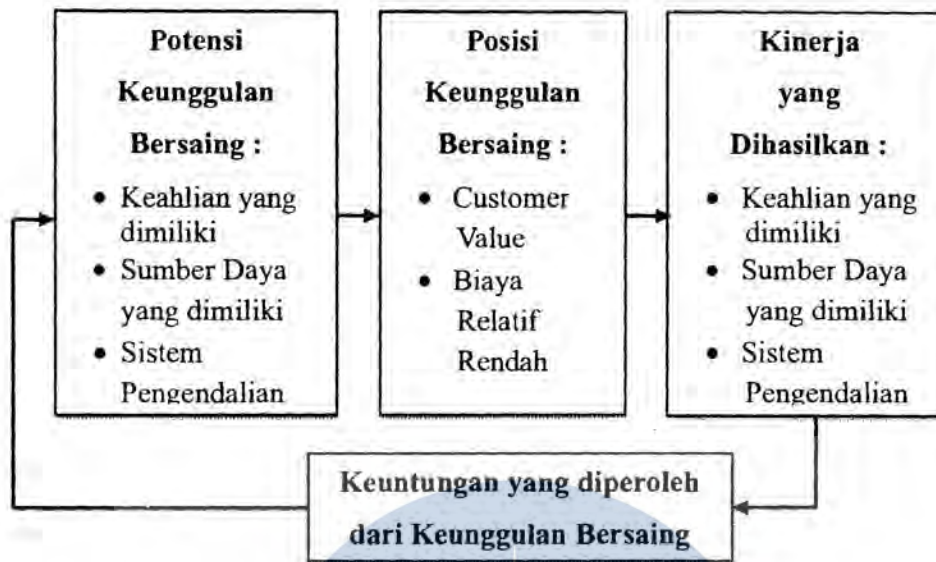 Potensi
Keunggulan
Bersaing :
• Keahlian yang
dimiliki
• Sumber Daya
yang dimiliki
• Sistem
Pengendalian
Posisi
Keunggulan
Bersaing :
• Customer
Value
• Biaya
Relatif
Rendah
Kinerja
yang
Dihasilkan :
• Keahlian yang
dimiliki
• Sumber Daya
yang dimiliki
• Sistem
Pengendalian
Keuntungan yang diperoleh
dari Keunggulan Bersaing